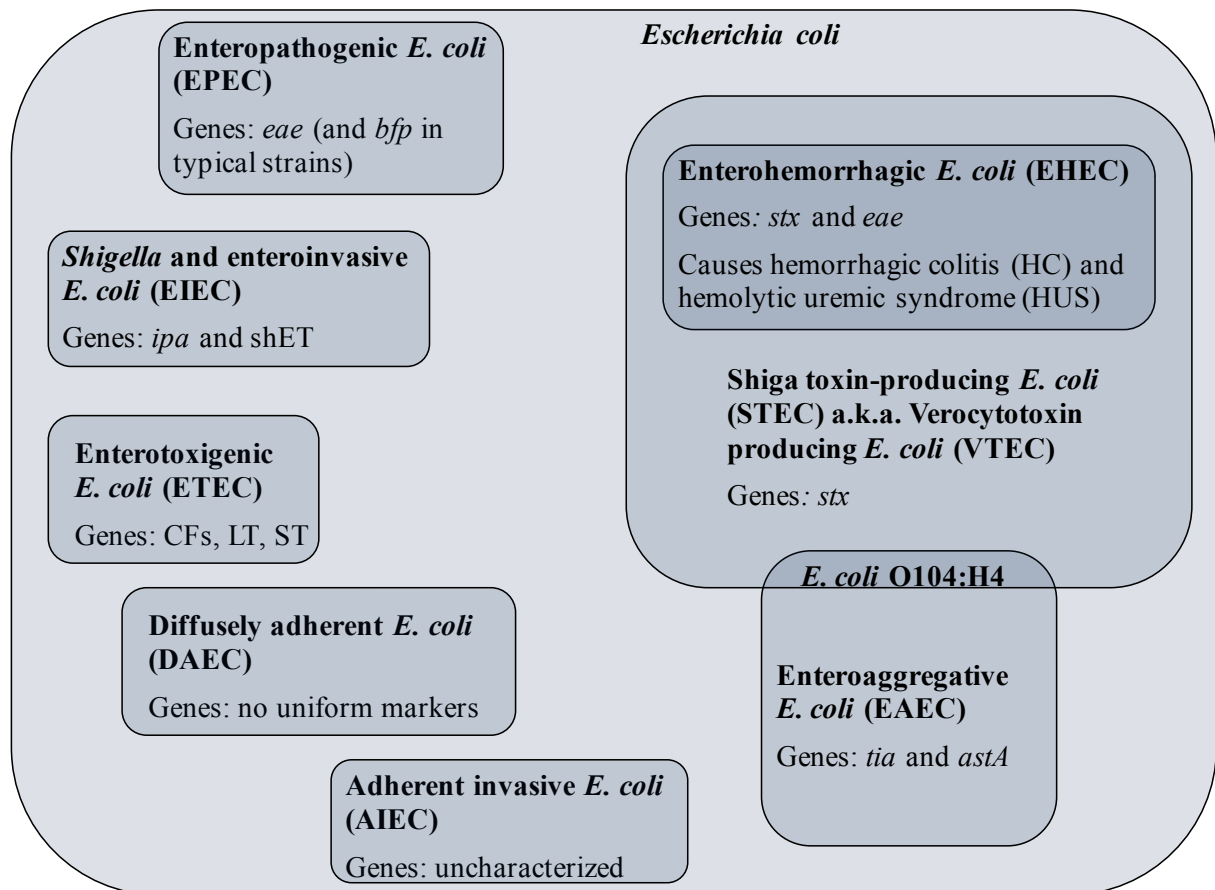 Escherichia coli
Enteropathogenic E. coli
(EPEC)
Genes: eae (and bfp in
typical strains)
Enterohemorrhagic E. coli (EHEC)
Genes: stx and eae
Causes hemorrhagic colitis (HC) and
hemolytic uremic syndrome (HUS)
Shigella and enteroinvasive
E. coli (EIEC)
Genes: ipa and shET
Shiga toxin-producing E. coli
(STEC) a.k.a. Verocytotoxin
producing E. coli (VTEC)
Genes: stx
Enterotoxigenic
E. coli (ETEC)
Genes: CFs, LT, ST
E. coli O104:H4
Diffusely adherent E. coli
(DAEC)
Genes: no uniform markers
Enteroaggregative
E. coli (EAEC)
Genes: tia and astA
Adherent invasive E. coli
(AIEC)
Genes: uncharacterized